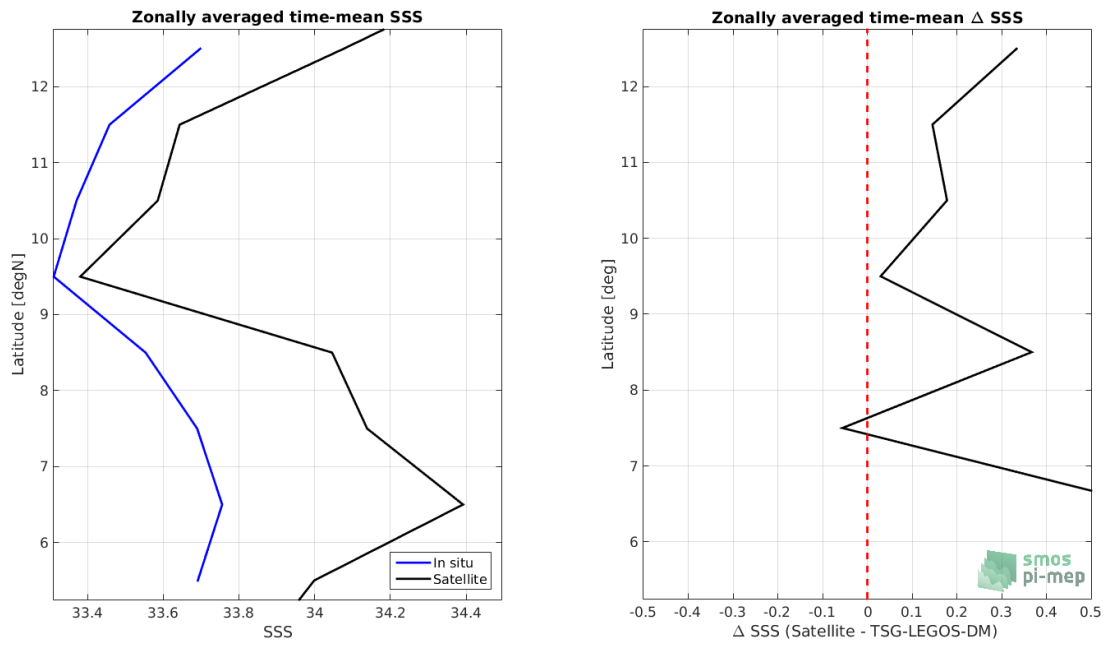 Zonally averaged time-mean SSS
12
11
10
9
8
7
6
Latitude [degN]
33.4 33.6 33.8 34 34.2 34.4
SSS
In situ
Satellite
Zonally averaged time-mean Δ SSS
12
11
10
9
8
7
6
Latitude [deg]
-0.5 -0.4 -0.3 -0.2 -0.1 0 0.1 0.2 0.3 0.4 0.5
Δ SSS (Satellite - TSG-LEGOS-DM)
smos
pi-mep